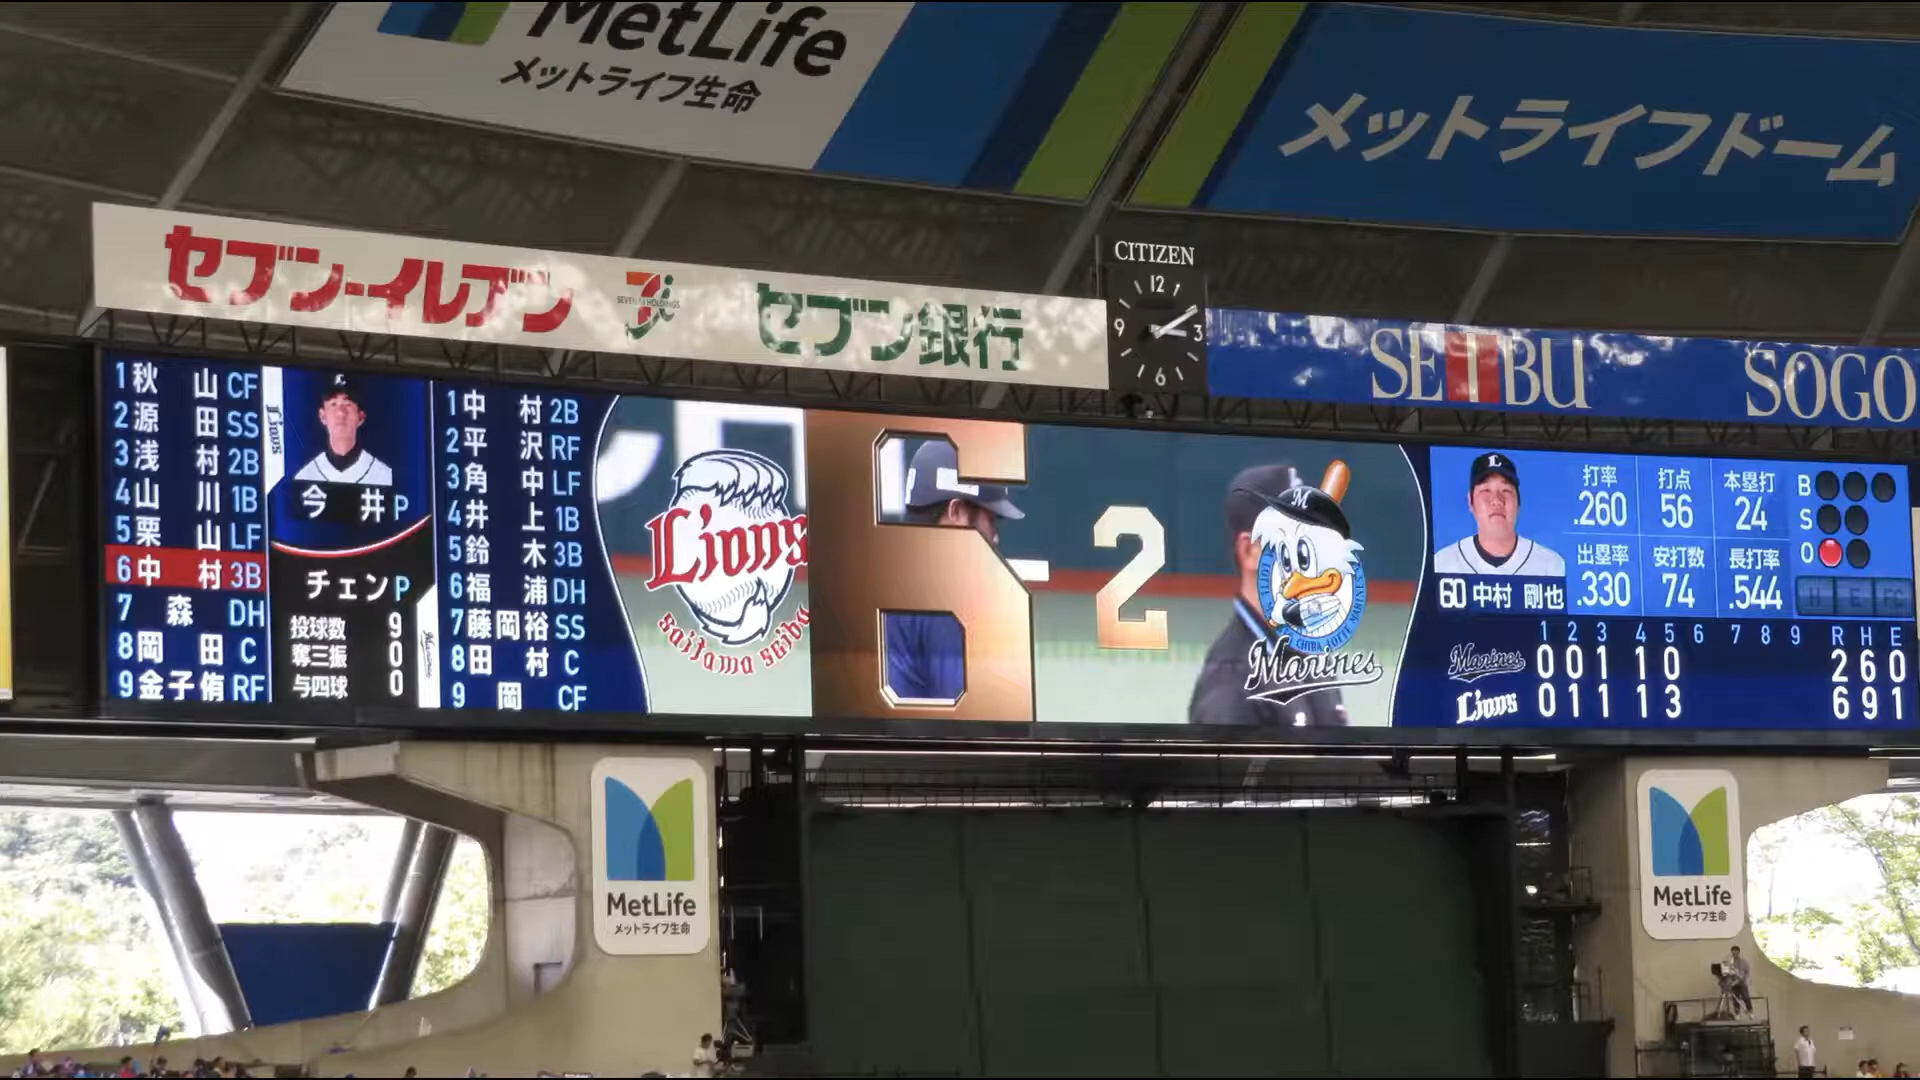 MetLife
メットライフ生命
メットライフドーム
セブン-イレブン
SEVEN & i HOLDINGS
セブン銀行
CITIZEN
12
1
9
3
6
SEIBU
SOGO
1 秋 山 CF
2 源 田 SS
3 浅 村 2B
4 山 川 1B
5 栗 山 LF
6 中 村 3B
7 森 DH
8 岡 田 C
9 金子侑 RF
Lions
今 井 P
チェン P
投球数 9
奪三振 0
与四球 0
Marines
1 中 村 2B
2 平 沢 RF
3 角 中 LF
4 井 上 1B
5 鈴 木 3B
6 福 浦 DH
7 藤岡裕 SS
8 田 村 C
9 岡 CF
Lions
Saitama Seibu
6 - 2
M
CHIBA LOTTE MARINES
Marines
L
60 中村 剛也
打率 打点 本塁打
.260 56 24
出塁率 安打数 長打率
.330 74 .544
B
S
O
H E FC
1 2 3 4 5 6 7 8 9 R H E
Marines 0 0 1 1 0 2 6 0
Lions 0 1 1 1 3 6 9 1
MetLife
メットライフ生命
MetLife
メットライフ生命